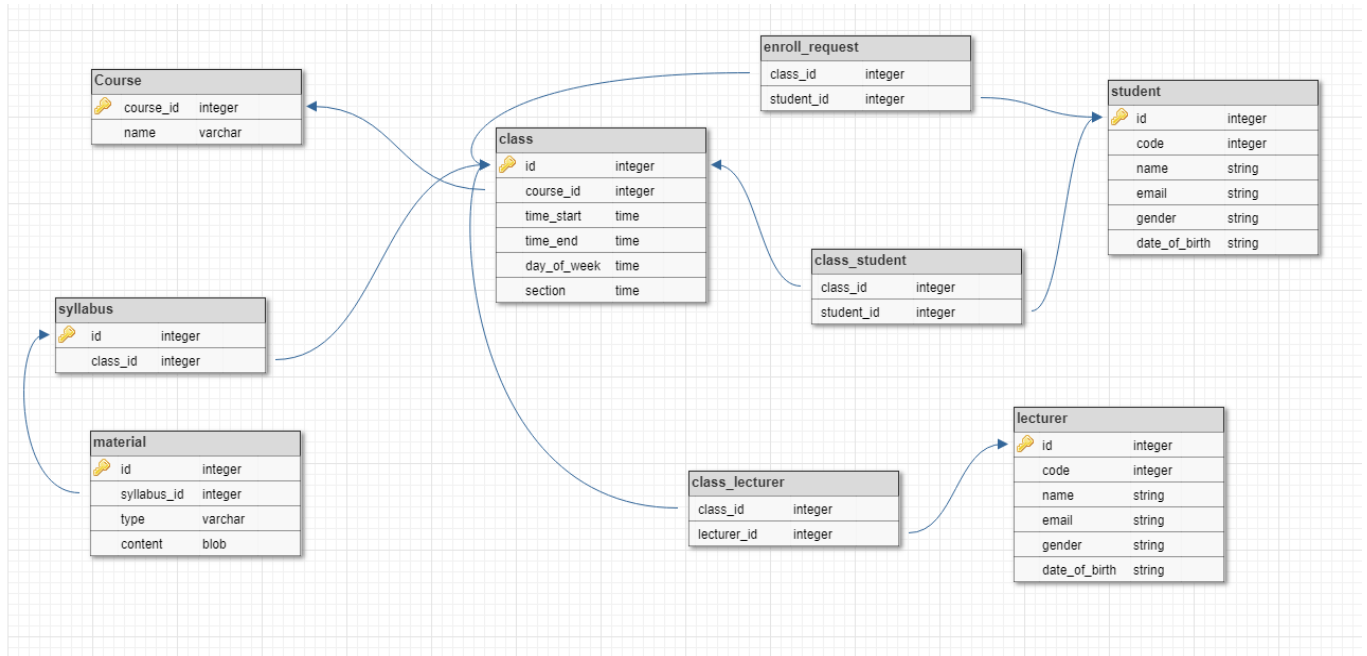 Course
course_id integer
name varchar
enroll_request
class_id integer
student_id integer
student
id integer
code integer
name string
email string
gender string
date_of_birth string
class
id integer
course_id integer
time_start time
time_end time
day_of_week time
section time
class_student
class_id integer
student_id integer
syllabus
id integer
class_id integer
material
id integer
syllabus_id integer
type varchar
content blob
class_lecturer
class_id integer
lecturer_id integer
lecturer
id integer
code integer
name string
email string
gender string
date_of_birth string